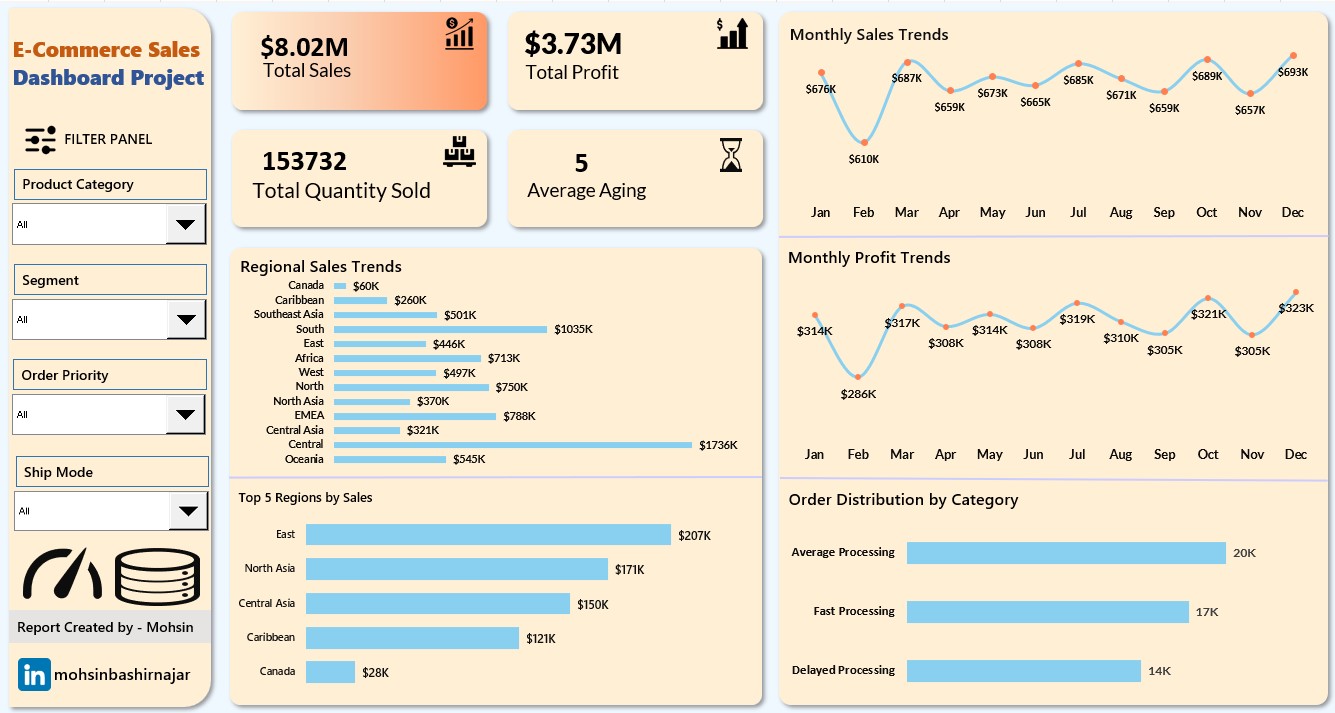 E-Commerce Sales
Dashboard Project
FILTER PANEL
Product Category
All
Segment
All
Order Priority
All
Ship Mode
All
Report Created by - Mohsin
in mohsinbashirnajar
$8.02M
Total Sales
$
$3.73M
Total Profit
$
153732
Total Quantity Sold
5
Average Aging
Regional Sales Trends
Canada $60K
Caribbean $260K
Southeast Asia $501K
South $1035K
East $446K
Africa $713K
West $497K
North $750K
North Asia $370K
EMEA $788K
Central Asia $321K
Central $1736K
Oceania $545K
Top 5 Regions by Sales
East $207K
North Asia $171K
Central Asia $150K
Caribbean $121K
Canada $28K
Monthly Sales Trends
$676K $610K $687K $659K $673K $665K $685K $671K $659K $689K $657K $693K
Jan Feb Mar Apr May Jun Jul Aug Sep Oct Nov Dec
Monthly Profit Trends
$314K $286K $317K $308K $314K $308K $319K $310K $305K $321K $305K $323K
Jan Feb Mar Apr May Jun Jul Aug Sep Oct Nov Dec
Order Distribution by Category
Average Processing 20K
Fast Processing 17K
Delayed Processing 14K